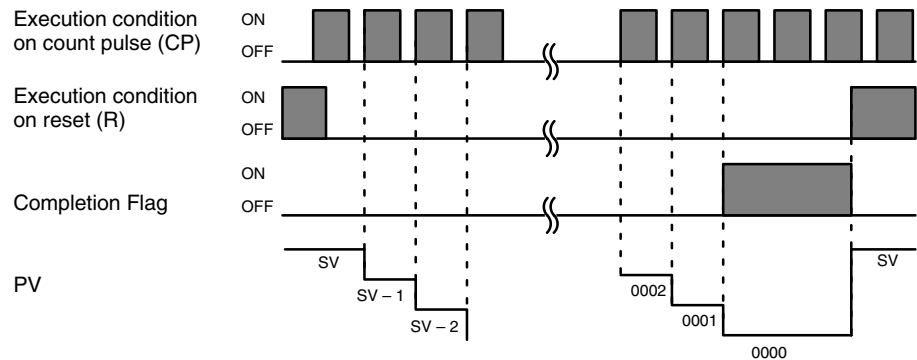 Execution condition
on count pulse (CP)
ON
OFF
Execution condition
on reset (R)
ON
OFF
Completion Flag
ON
OFF
PV
SV
SV – 1
SV – 2
0002
0001
0000
SV